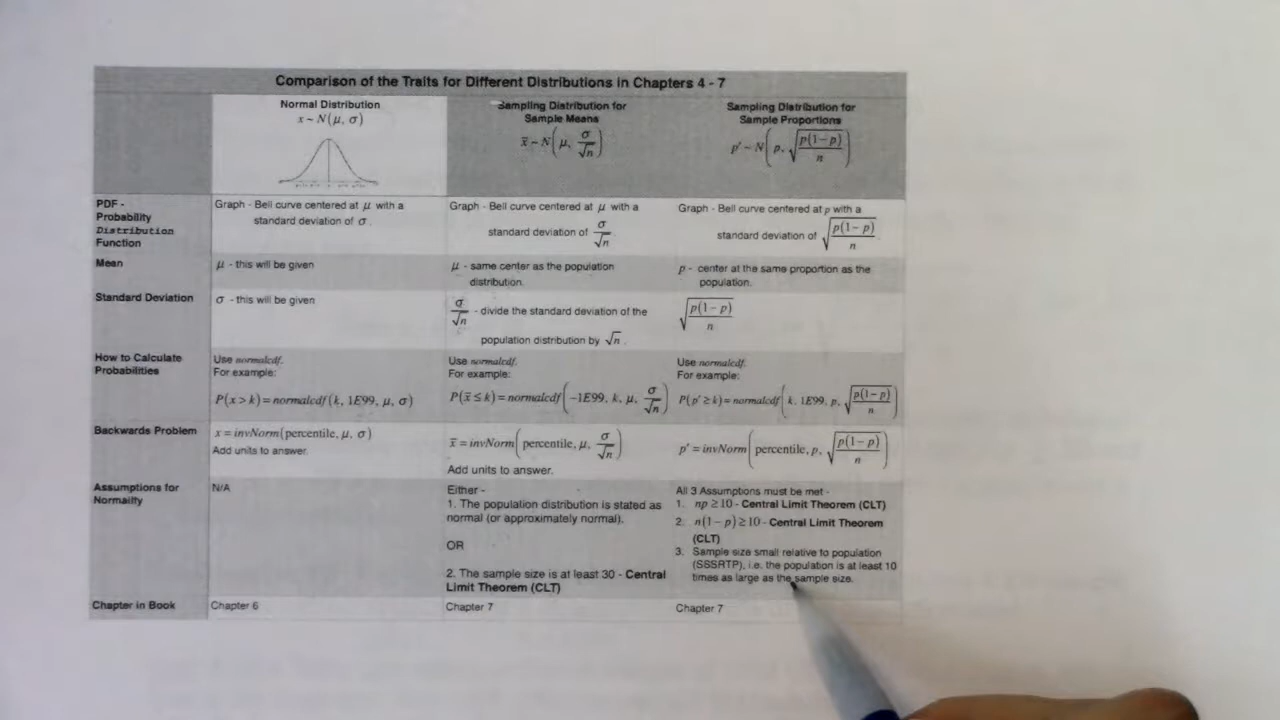 Comparison of the Traits for Different Distributions in Chapters 4 - 7
Normal Distribution
x ~ N(μ, σ)
Sampling Distribution for
Sample Means
x̄ ~ N(μ, σ/√n)
Sampling Distribution for
Sample Proportions
p' ~ N(p, √(p(1−p)/n))
PDF -
Probability
Distribution
Function
Graph - Bell curve centered at μ with a
standard deviation of σ.
Graph - Bell curve centered at μ with a
standard deviation of σ/√n
Graph - Bell curve centered at p with a
standard deviation of √(p(1−p)/n)
Mean
μ - this will be given
μ - same center as the population
distribution.
p - center at the same proportion as the
population.
Standard Deviation
σ - this will be given
σ/√n - divide the standard deviation of the
population distribution by √n.
√(p(1−p)/n)
How to Calculate
Probabilities
Use normalcdf.
For example:
P(x > k) = normalcdf(k, 1E99, μ, σ)
Use normalcdf.
For example:
P(x̄ ≤ k) = normalcdf(−1E99, k, μ, σ/√n)
Use normalcdf.
For example:
P(p' ≥ k) = normalcdf(k, 1E99, p, √(p(1−p)/n))
Backwards Problem
x = invNorm(percentile, μ, σ)
Add units to answer.
x̄ = invNorm(percentile, μ, σ/√n)
Add units to answer.
p' = invNorm(percentile, p, √(p(1−p)/n))
Assumptions for
Normality
N/A
Either -
1. The population distribution is stated as
normal (or approximately normal).
OR
2. The sample size is at least 30 - Central
Limit Theorem (CLT)
All 3 Assumptions must be met -
1. np ≥ 10 - Central Limit Theorem (CLT)
2. n(1 − p) ≥ 10 - Central Limit Theorem
(CLT)
3. Sample size small relative to population
(SSSRTP), i.e. the population is at least 10
times as large as the sample size.
Chapter in Book
Chapter 6
Chapter 7
Chapter 7